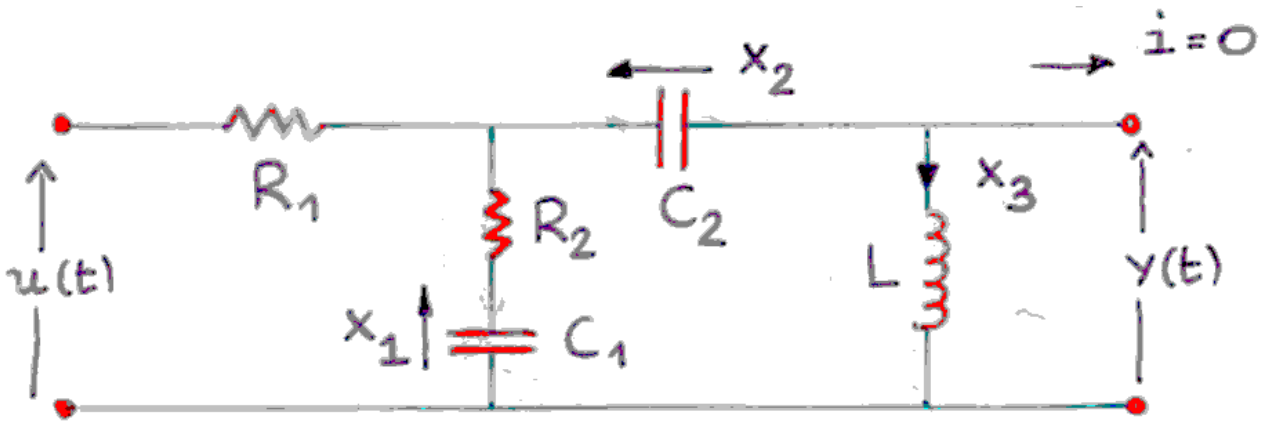 i = 0
x₂
R₁
R₂
C₂
x₃
u(t)
L
y(t)
x₁
C₁